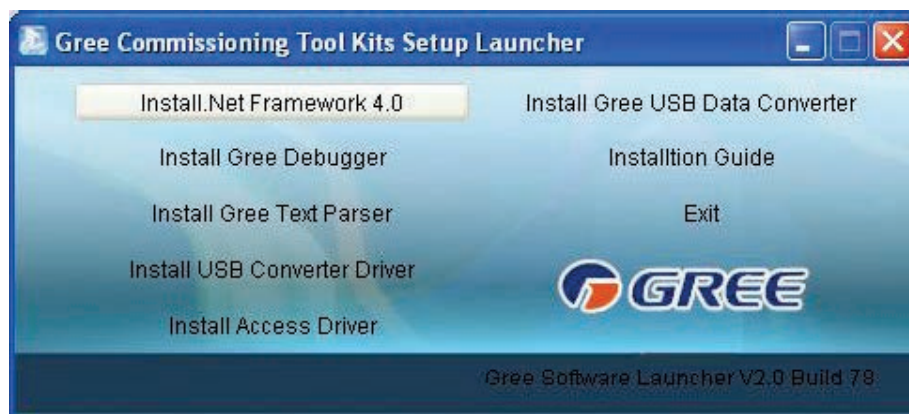 Gree Commissioning Tool Kits Setup Launcher
Install.Net Framework 4.0
Install Gree Debugger
Install Gree Text Parser
Install USB Converter Driver
Install Access Driver
Install Gree USB Data Converter
Installtion Guide
Exit
GREE
Gree Software Launcher V2.0 Build 78